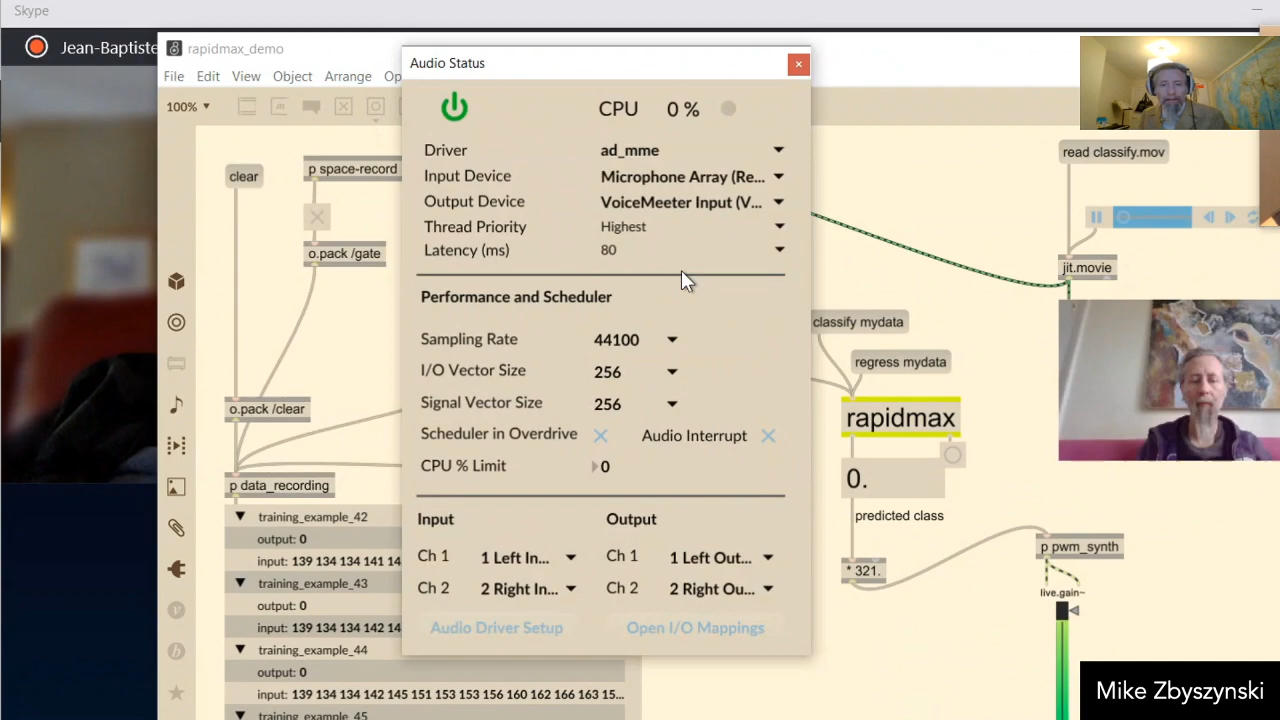 Skype
Jean-Baptiste
rapidmax_demo
File Edit View Object Arrange Op
100%
clear
p space-record
o.pack /gate
o.pack /clear
p data_recording
training_example_42
output: 0
input: 139 134 134 141 14
training_example_43
output: 0
input: 139 134 134 142 14
training_example_44
output: 0
input: 139 134 134 142 145 151 153 153 156 160 162 166 163 15...
training_example_45
Audio Status
CPU 0 %
Driver ad_mme
Input Device Microphone Array (Re...
Output Device VoiceMeeter Input (V...
Thread Priority Highest
Latency (ms) 80
Performance and Scheduler
Sampling Rate 44100
I/O Vector Size 256
Signal Vector Size 256
Scheduler in Overdrive Audio Interrupt
CPU % Limit 0
Input Output
Ch 1 1 Left In... Ch 1 1 Left Out...
Ch 2 2 Right In... Ch 2 2 Right Ou...
Audio Driver Setup Open I/O Mappings
read classify.mov
jit.movie
classify mydata
regress mydata
rapidmax
0.
predicted class
* 321.
p pwm_synth
live.gain~
Mike Zbyszynski